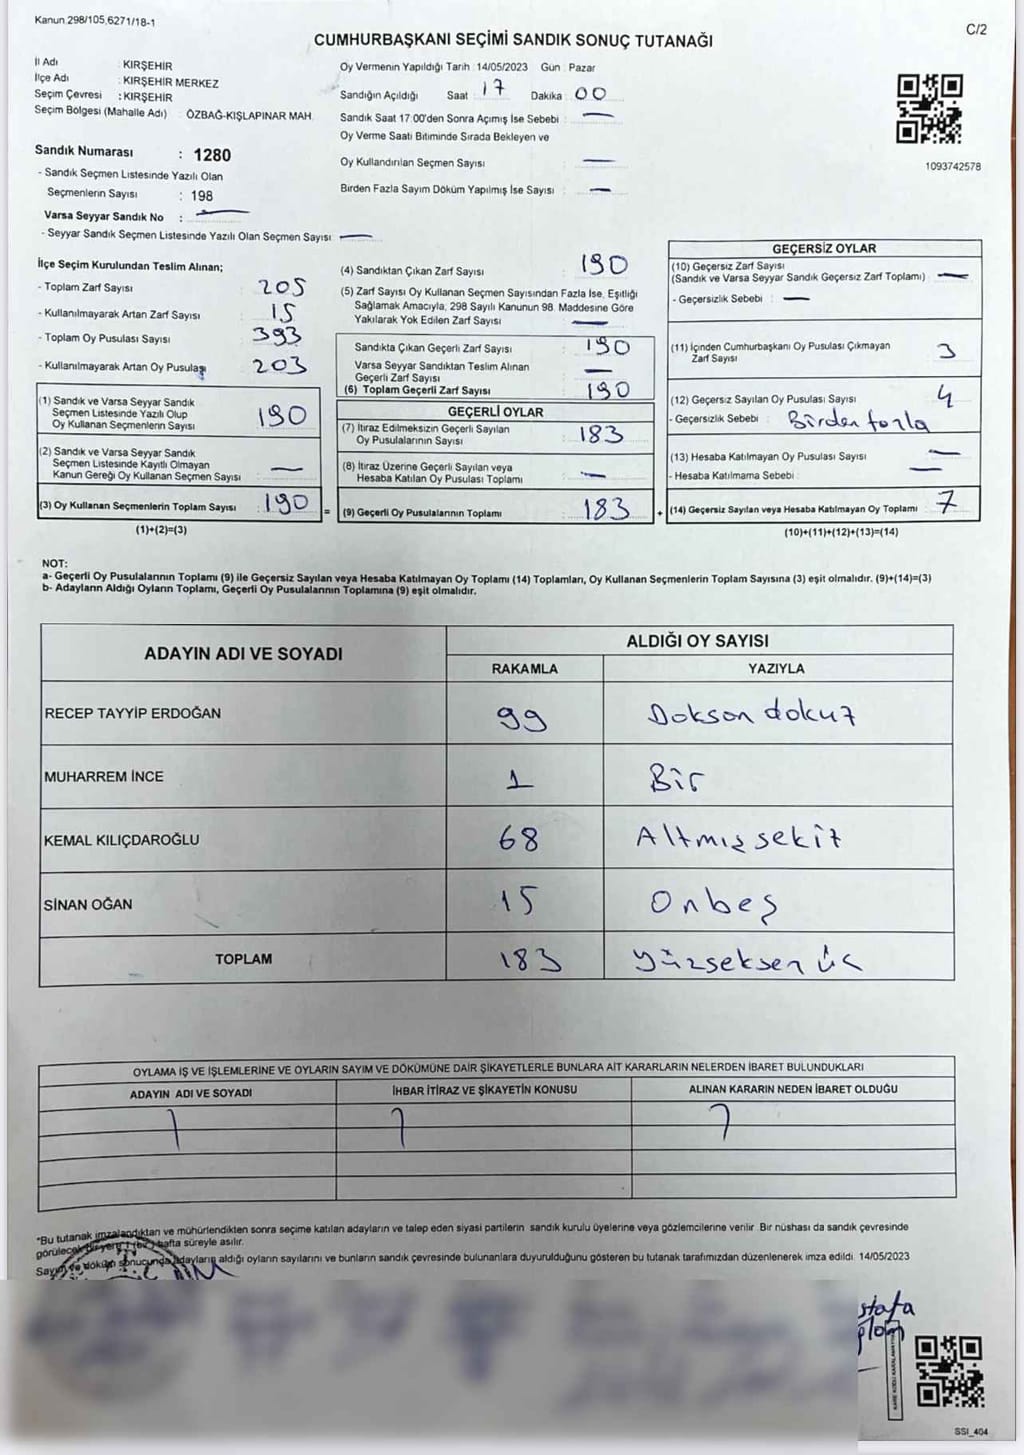 Kanun 298/105,6271/18-1
C/2
CUMHURBAŞKANI SEÇİMİ SANDIK SONUÇ TUTANAĞI
İl Adı : KIRŞEHİR
İlçe Adı : KIRŞEHİR MERKEZ
Seçim Çevresi : KIRŞEHİR
Seçim Bölgesi (Mahalle Adı) : ÖZBAĞ-KIŞLAPINAR MAH.
Oy Vermenin Yapıldığı Tarih : 14/05/2023 Gün : Pazar
Sandığın Açıldığı Saat 17 Dakika : 00
Sandık Saat 17:00'den Sonra Açımış İse Sebebi : —
Oy Verme Saati Bitiminde Sırada Bekleyen ve
Oy Kullandırılan Seçmen Sayısı : —
Birden Fazla Sayım Döküm Yapılmış İse Sayısı : —
1093742578
Sandık Numarası : 1280
- Sandık Seçmen Listesinde Yazılı Olan
Seçmenlerin Sayısı : 198
Varsa Seyyar Sandık No : —
- Seyyar Sandık Seçmen Listesinde Yazılı Olan Seçmen Sayısı : —
İlçe Seçim Kurulundan Teslim Alınan;
- Toplam Zarf Sayısı : 205
- Kullanılmayarak Artan Zarf Sayısı : 15
- Toplam Oy Pusulası Sayısı : 393
- Kullanılmayarak Artan Oy Pusulası : 203
(1) Sandık ve Varsa Seyyar Sandık
Seçmen Listesinde Yazılı Olup
Oy Kullanan Seçmenlerin Sayısı : 190
(2) Sandık ve Varsa Seyyar Sandık
Seçmen Listesinde Kayıtlı Olmayan
Kanun Gereği Oy Kullanan Seçmen Sayısı : —
(3) Oy Kullanan Seçmenlerin Toplam Sayısı : 190
(1)+(2)=(3)
(4) Sandıktan Çıkan Zarf Sayısı : 190
(5) Zarf Sayısı Oy Kullanan Seçmen Sayısından Fazla İse, Eşitliği
Sağlamak Amacıyla, 298 Sayılı Kanunun 98. Maddesine Göre
Yakılarak Yok Edilen Zarf Sayısı : —
Sandıkta Çıkan Geçerli Zarf Sayısı : 190
Varsa Seyyar Sandıktan Teslim Alınan
Geçerli Zarf Sayısı : —
(6) Toplam Geçerli Zarf Sayısı : 190
GEÇERLİ OYLAR
(7) İtiraz Edilmeksizin Geçerli Sayılan
Oy Pusulalarının Sayısı : 183
(8) İtiraz Üzerine Geçerli Sayılan veya
Hesaba Katılan Oy Pusulası Toplamı : —
= (9) Geçerli Oy Pusulalarının Toplamı : 183
GEÇERSİZ OYLAR
(10) Geçersiz Zarf Sayısı
(Sandık ve Varsa Seyyar Sandık Geçersiz Zarf Toplamı) : —
- Geçersizlik Sebebi : —
(11) İçinden Cumhurbaşkanı Oy Pusulası Çıkmayan
Zarf Sayısı : 3
(12) Geçersiz Sayılan Oy Pusulası Sayısı : 4
- Geçersizlik Sebebi : Birden fazla
(13) Hesaba Katılmayan Oy Pusulası Sayısı : —
- Hesaba Katılmama Sebebi : —
+ (14) Geçersiz Sayılan veya Hesaba Katılmayan Oy Toplamı : 7
(10)+(11)+(12)+(13)=(14)
NOT:
a- Geçerli Oy Pusulalarının Toplamı (9) ile Geçersiz Sayılan veya Hesaba Katılmayan Oy Toplamı (14) Toplamları, Oy Kullanan Seçmenlerin Toplam Sayısına (3) eşit olmalıdır. (9)+(14)=(3)
b- Adayların Aldığı Oyların Toplamı, Geçerli Oy Pusulalarının Toplamına (9) eşit olmalıdır.
ADAYIN ADI VE SOYADI ALDIĞI OY SAYISI
RAKAMLA YAZIYLA
RECEP TAYYİP ERDOĞAN 99 Dokson dokuz
MUHARREM İNCE 1 Bir
KEMAL KILIÇDAROĞLU 68 Altmış sekiz
SİNAN OĞAN 15 Onbeş
TOPLAM 183 Yüzseksen üç
OYLAMA İŞ VE İŞLEMLERİNE VE OYLARIN SAYIM VE DÖKÜMÜNE DAİR ŞİKAYETLERLE BUNLARA AİT KARARLARIN NELERDEN İBARET BULUNDUKLARI
ADAYIN ADI VE SOYADI İHBAR İTİRAZ VE ŞİKAYETİN KONUSU ALINAN KARARIN NEDEN İBARET OLDUĞU
*Bu tutanak imzalandıktan ve mühürlendikten sonra seçime katılan adayların ve talep eden siyasi partilerin sandık kurulu üyelerine veya gözlemcilerine verilir. Bir nüshası da sandık çevresinde
görülecek bir yere 1 (bir) hafta süreyle asılır.
Sayım ve döküm sonucunda adayların aldığı oyların sayılarını ve bunların sandık çevresinde bulunanlara duyurulduğunu gösteren bu tutanak tarafımızdan düzenlenerek imza edildi. 14/05/2023
SSI_404